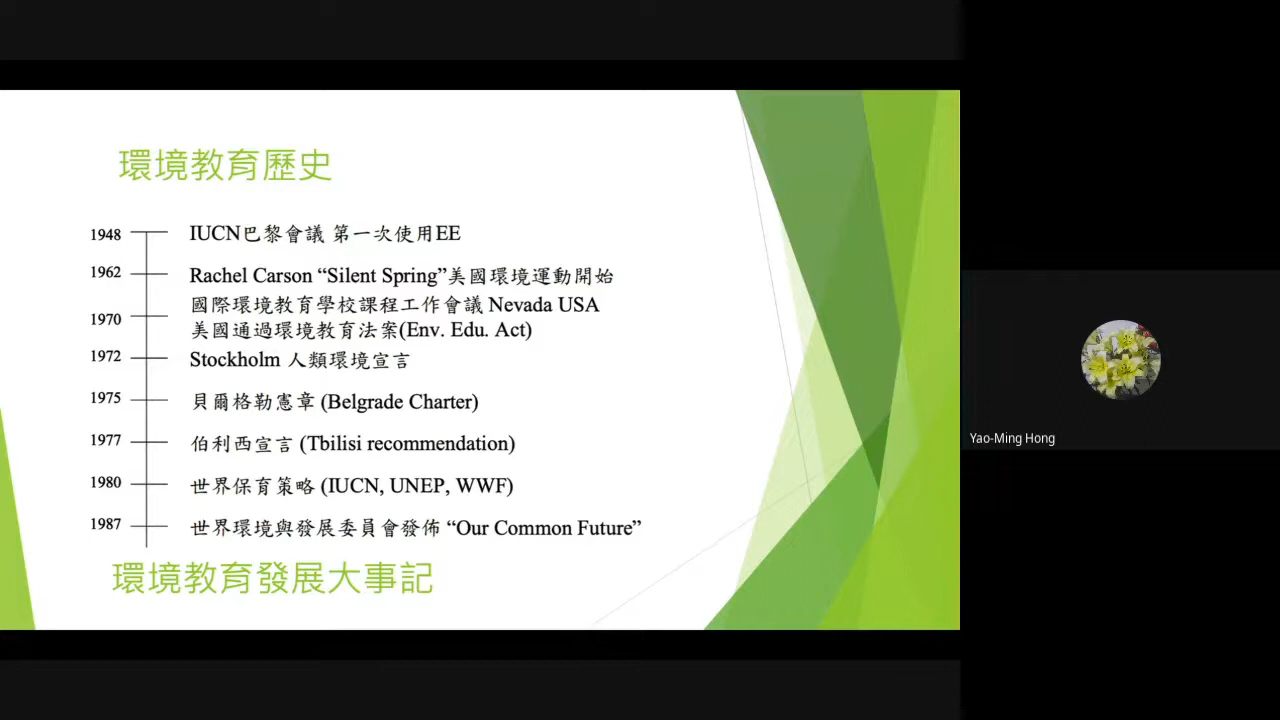 環境教育歷史
1948 IUCN巴黎會議 第一次使用EE
1962 Rachel Carson “Silent Spring”美國環境運動開始
國際環境教育學校課程工作會議 Nevada USA
1970
美國通過環境教育法案(Env. Edu. Act)
1972 Stockholm 人類環境宣言
1975 貝爾格勒憲章 (Belgrade Charter)
1977 伯利西宣言 (Tbilisi recommendation)
1980 世界保育策略 (IUCN, UNEP, WWF)
1987 世界環境與發展委員會發佈 “Our Common Future”
環境教育發展大事記
Yao-Ming Hong